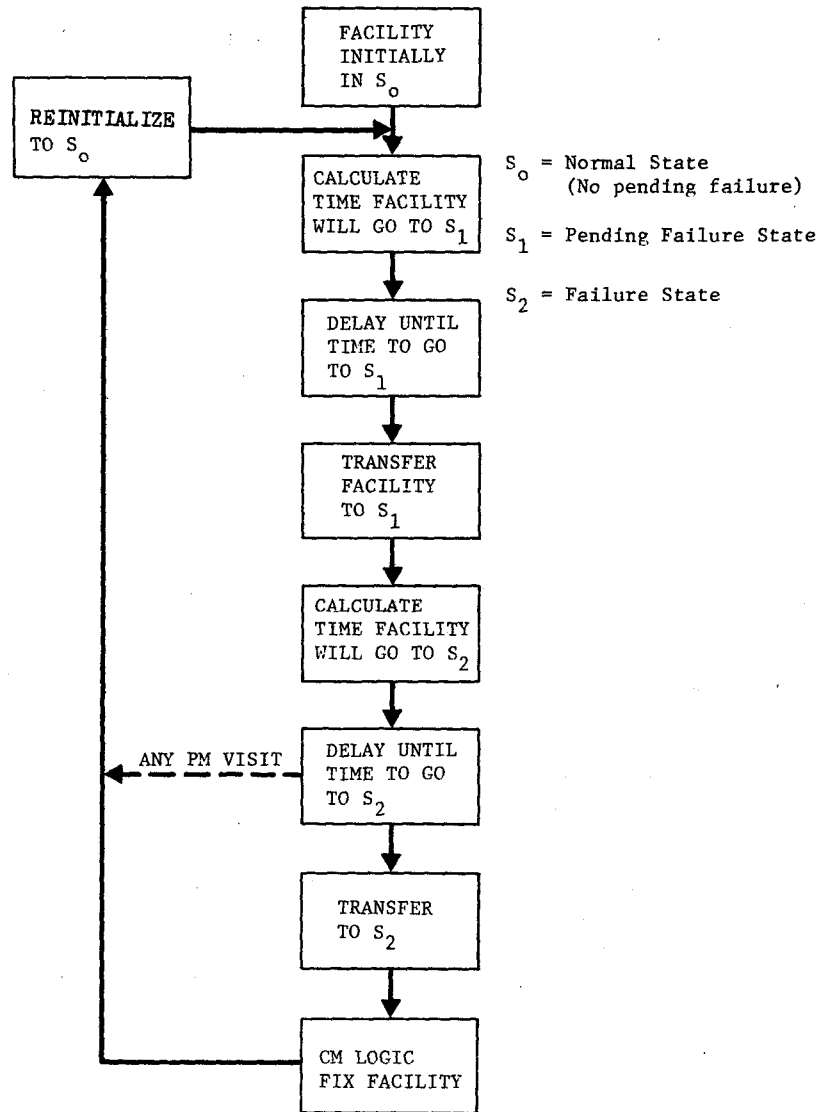 FACILITY
INITIALLY
IN S₀
REINITIALIZE
TO S₀
CALCULATE
TIME FACILITY
WILL GO TO S₁
S₀ = Normal State
(No pending failure)
S₁ = Pending Failure State
S₂ = Failure State
DELAY UNTIL
TIME TO GO
TO S₁
TRANSFER
FACILITY
TO S₁
CALCULATE
TIME FACILITY
WILL GO TO S₂
ANY PM VISIT
DELAY UNTIL
TIME TO GO
TO S₂
TRANSFER
TO S₂
CM LOGIC
FIX FACILITY